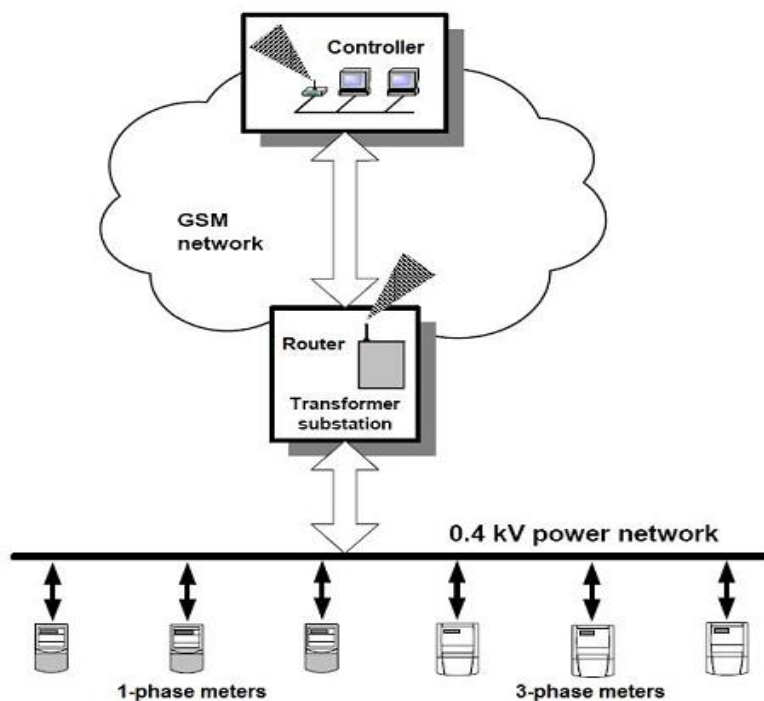 Controller
GSM
network
Router
Transformer
substation
0.4 kV power network
1-phase meters
3-phase meters